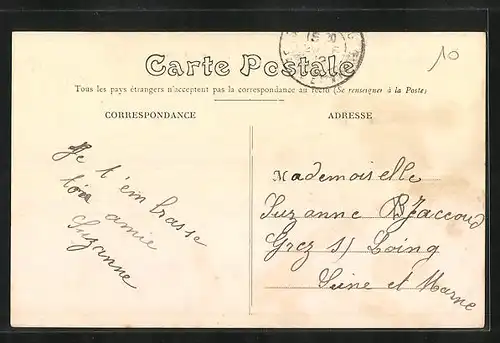 10
Carte Postale
Tous les pays étrangers n'acceptent pas la correspondance au recto (Se renseigner à la Poste)
CORRESPONDANCE
ADRESSE
Je t'embrasse
ton amie
Suzanne
Mademoiselle
Suzanne Jaccoud
Grez s/ Loing
Seine et Marne